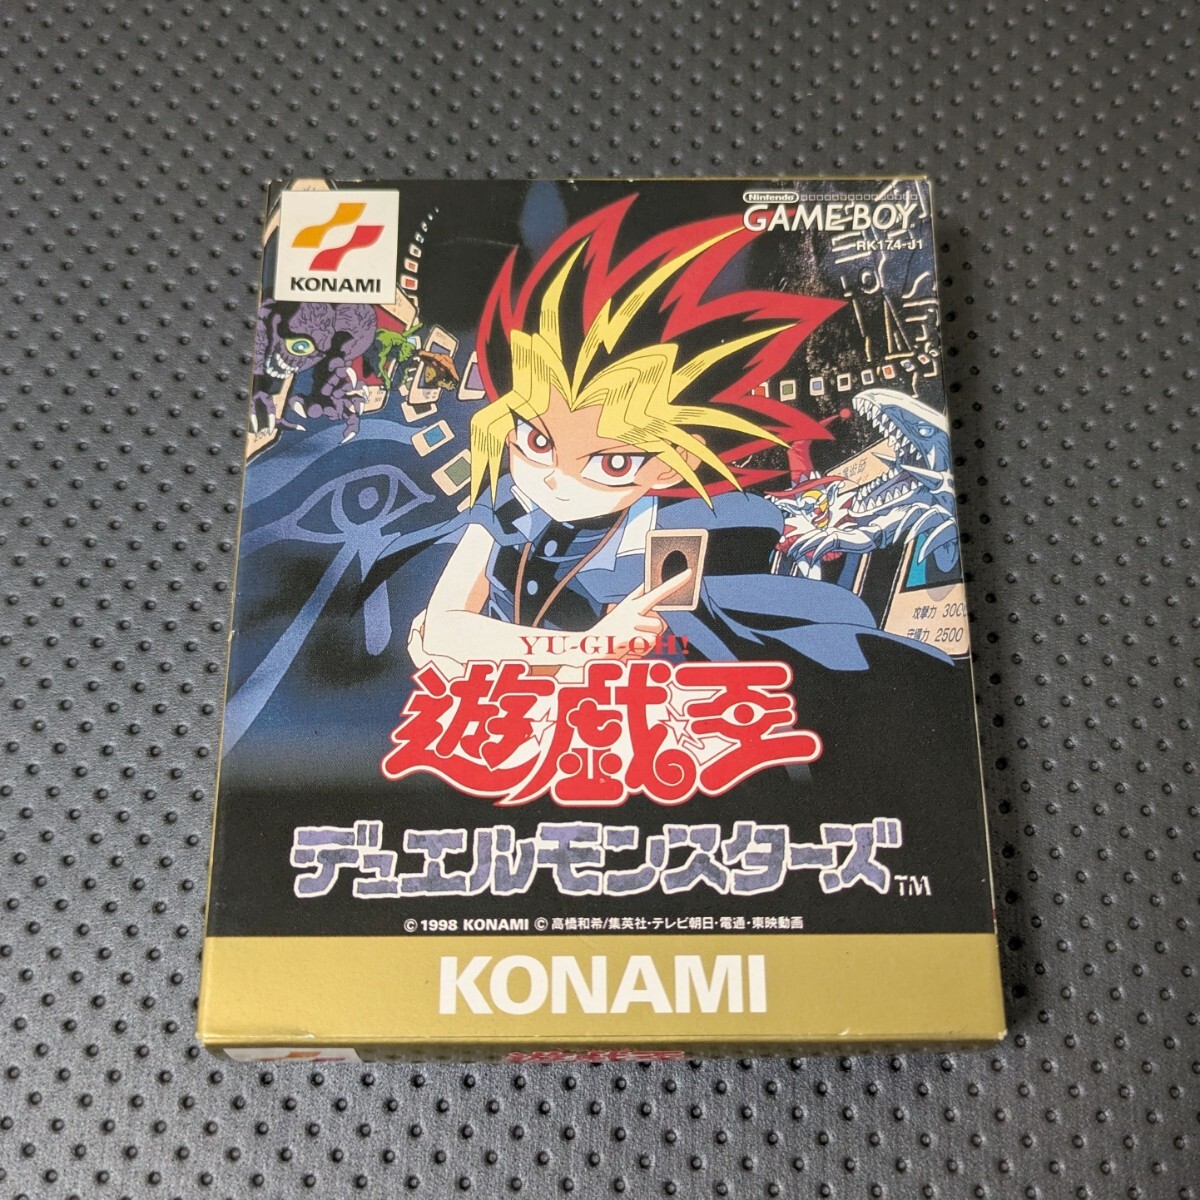 KONAMI
Nintendo
GAME BOY
RK174-J1
攻撃力 300
守備力 2500
YU-GI-OH!
遊☆戯☆王
デュエルモンスターズ™
© 1998 KONAMI © 高橋和希/集英社・テレビ朝日・電通・東映動画
KONAMI